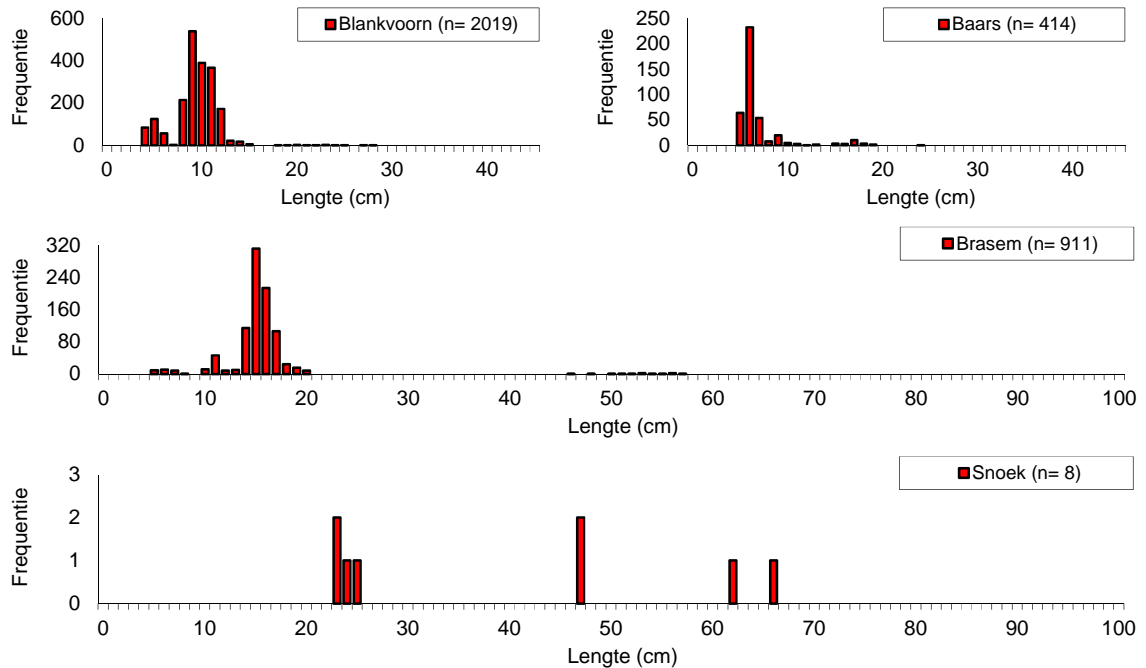 Blankvoorn (n= 2019)
Frequentie
600
400
200
0
0 10 20 30 40
Lengte (cm)
Baars (n= 414)
Frequentie
250
200
150
100
50
0
0 10 20 30 40
Lengte (cm)
Brasem (n= 911)
Frequentie
320
240
160
80
0
0 10 20 30 40 50 60 70 80 90 100
Lengte (cm)
Snoek (n= 8)
Frequentie
3
2
1
0
0 10 20 30 40 50 60 70 80 90 100
Lengte (cm)